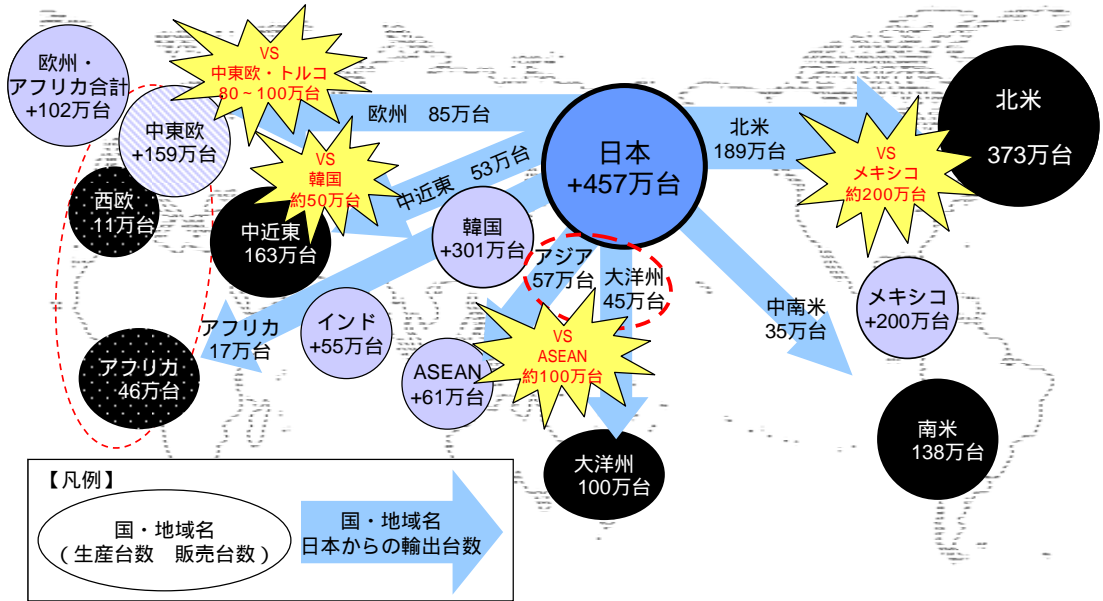 欧州・
アフリカ合計
+102万台
VS
中東欧・トルコ
80～100万台
中東欧
+159万台
西欧
11万台
欧州 85万台
VS
韓国
約50万台
中近東 53万台
中近東
163万台
日本
+457万台
北米
189万台
VS
メキシコ
約200万台
北米
373万台
韓国
+301万台
アジア
57万台
大洋州
45万台
アフリカ
17万台
アフリカ
46万台
インド
+55万台
ASEAN
+61万台
VS
ASEAN
約100万台
中南米
35万台
メキシコ
+200万台
大洋州
100万台
南米
138万台
【凡例】
国・地域名
（生産台数 販売台数）
国・地域名
日本からの輸出台数